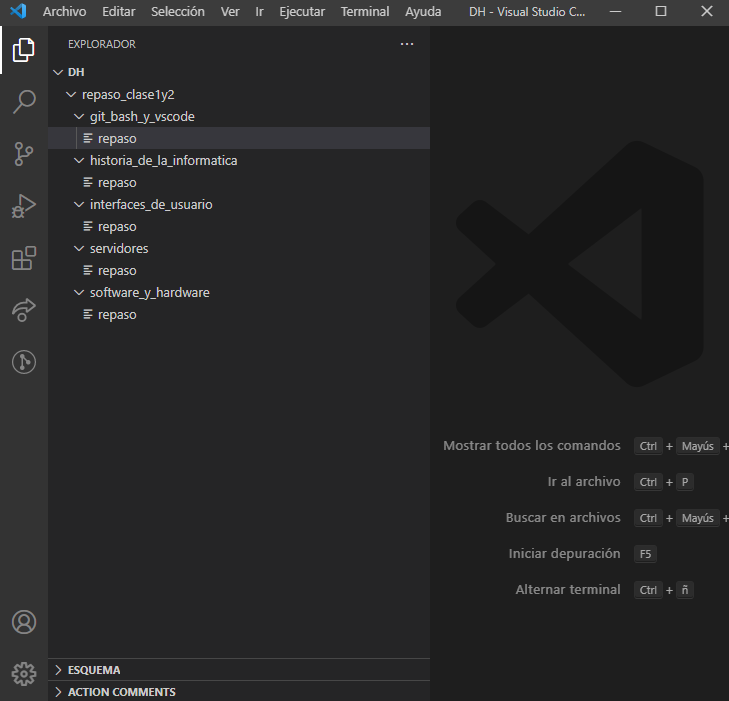 Archivo Editar Selección Ver Ir Ejecutar Terminal Ayuda DH - Visual Studio C...
EXPLORADOR
DH
repaso_clase1y2
git_bash_y_vscode
repaso
historia_de_la_informatica
repaso
interfaces_de_usuario
repaso
servidores
repaso
software_y_hardware
repaso
ESQUEMA
ACTION COMMENTS
Mostrar todos los comandos Ctrl + Mayús +
Ir al archivo Ctrl + P
Buscar en archivos Ctrl + Mayús +
Iniciar depuración F5
Alternar terminal Ctrl + ñ